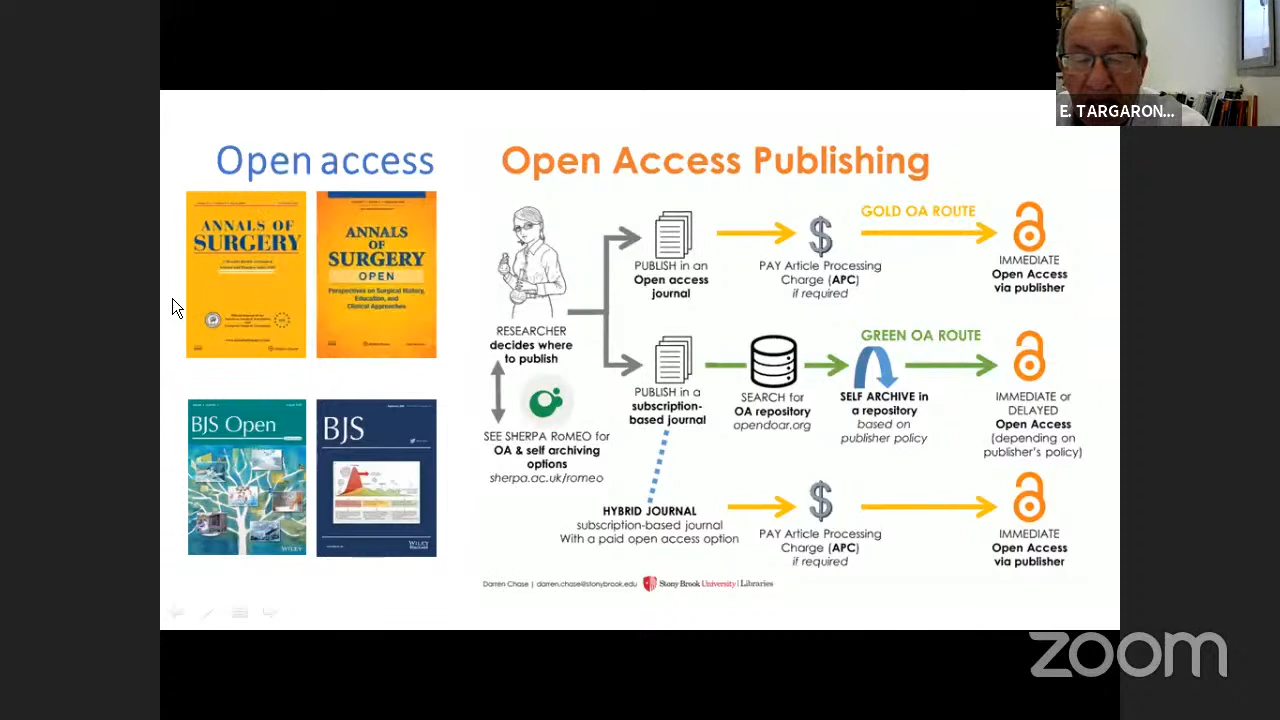 E. TARGARON...
Open access
ANNALS OF
SURGERY
ANNALS
OF
SURGERY
OPEN
Perspectives on Surgical History,
Education, and
Clinical Approaches
BJS Open
WILEY
BJS
WILEY
Open Access Publishing
RESEARCHER
decides where
to publish
SEE SHERPA RoMEO for
OA & self archiving
options
sherpa.ac.uk/romeo
PUBLISH in an
Open access
journal
$
PAY Article Processing
Charge (APC)
if required
GOLD OA ROUTE
IMMEDIATE
Open Access
via publisher
PUBLISH in a
subscription-
based journal
SEARCH for
OA repository
opendoar.org
GREEN OA ROUTE
SELF ARCHIVE in
a repository
based on
publisher policy
IMMEDIATE or
DELAYED
Open Access
(depending on
publisher's policy)
HYBRID JOURNAL
subscription-based journal
With a paid open access option
$
PAY Article Processing
Charge (APC)
if required
IMMEDIATE
Open Access
via publisher
Darren Chase | darren.chase@stonybrook.edu
Stony Brook University | Libraries
zoom